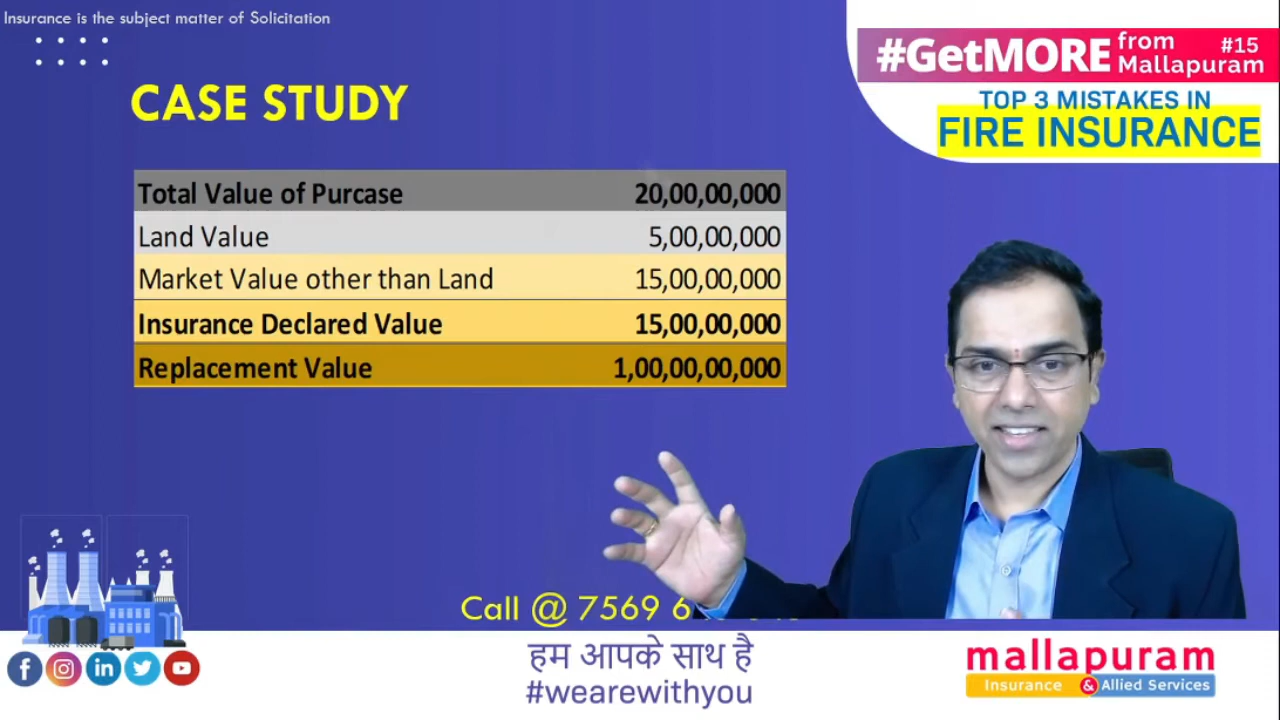 Insurance is the subject matter of Solicitation
#GetMORE from Mallapuram #15
TOP 3 MISTAKES IN
FIRE INSURANCE
CASE STUDY
Total Value of Purcase 20,00,00,000
Land Value 5,00,00,000
Market Value other than Land 15,00,00,000
Insurance Declared Value 15,00,00,000
Replacement Value 1,00,00,00,000
Call @ 7569 6
हम आपके साथ है
#wearewithyou
mallapuram
Insurance & Allied Services